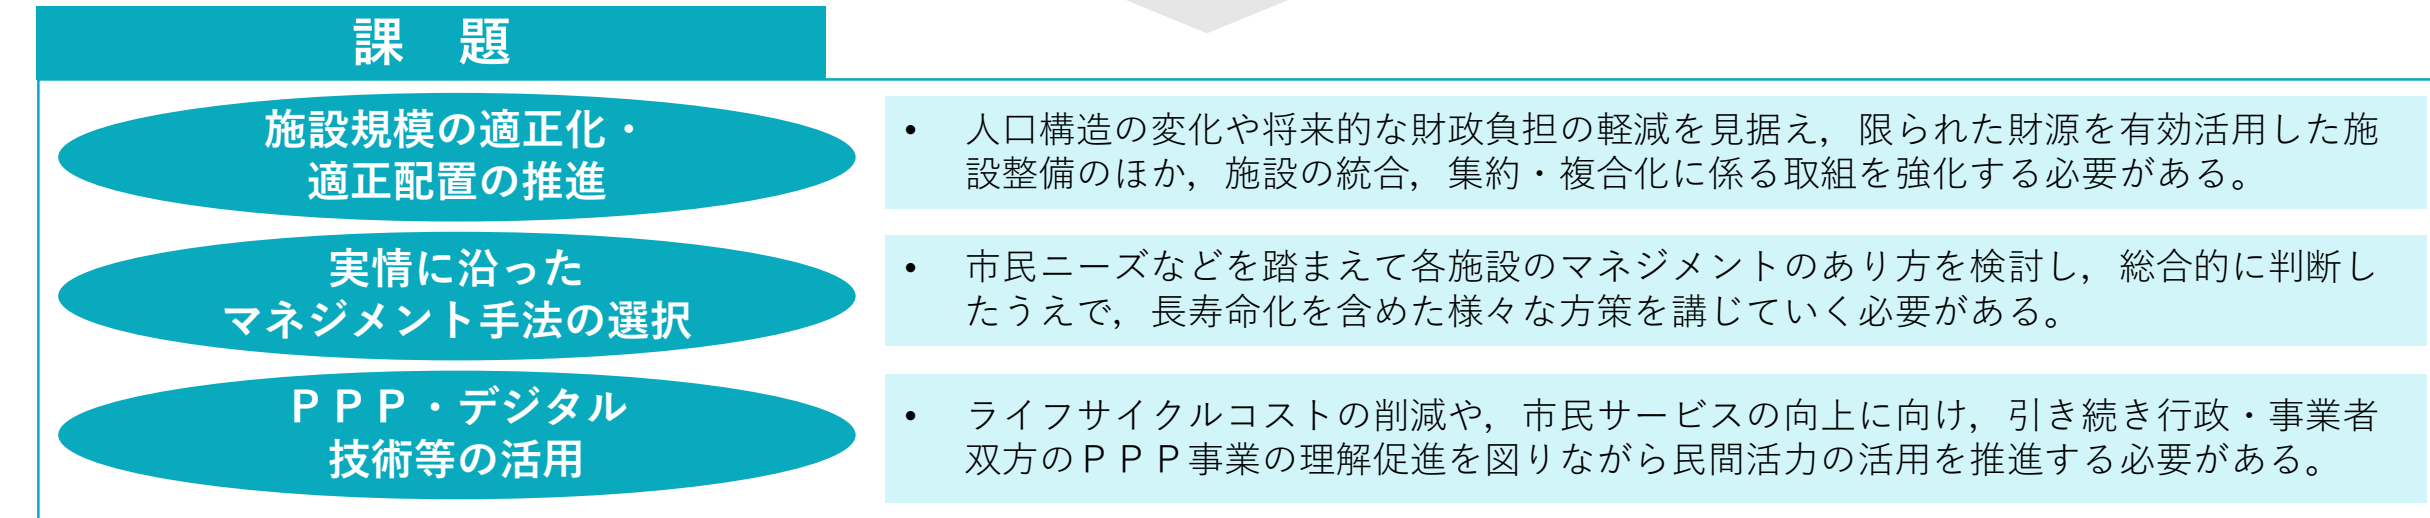 課　題
施設規模の適正化・
適正配置の推進
• 人口構造の変化や将来的な財政負担の軽減を見据え，限られた財源を有効活用した施
設整備のほか，施設の統合，集約・複合化に係る取組を強化する必要がある。
実情に沿った
マネジメント手法の選択
• 市民ニーズなどを踏まえて各施設のマネジメントのあり方を検討し，総合的に判断し
たうえで，長寿命化を含めた様々な方策を講じていく必要がある。
ＰＰＰ・デジタル
技術等の活用
• ライフサイクルコストの削減や，市民サービスの向上に向け，引き続き行政・事業者
双方のＰＰＰ事業の理解促進を図りながら民間活力の活用を推進する必要がある。